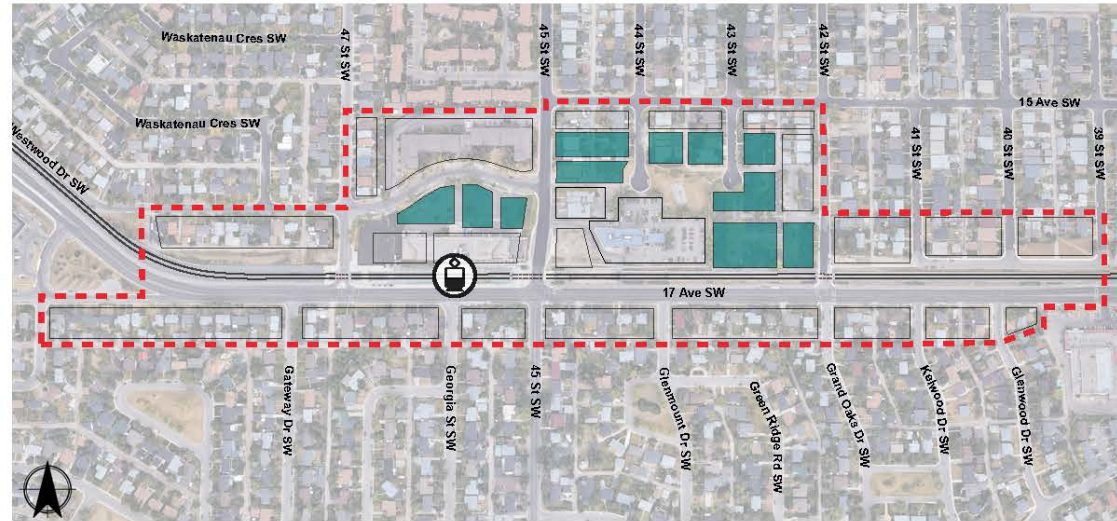 Waskatenau Cres SW
47 St SW
45 St SW
44 St SW
43 St SW
42 St SW
15 Ave SW
Waskatenau Cres SW
Westwood Dr SW
41 St SW
40 St SW
39 St SW
17 Ave SW
Gateway Dr SW
Georgia St SW
45 St SW
Glenmount Dr SW
Green Ridge Rd SW
Grand Oaks Dr SW
Kelwood Dr SW
Glenwood Dr SW